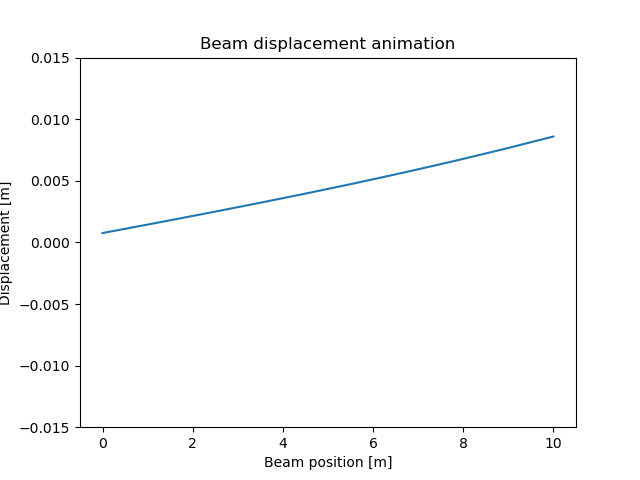 Beam displacement animation
0.015
0.010
0.005
0.000
−0.005
−0.010
−0.015
Displacement [m]
0 2 4 6 8 10
Beam position [m]